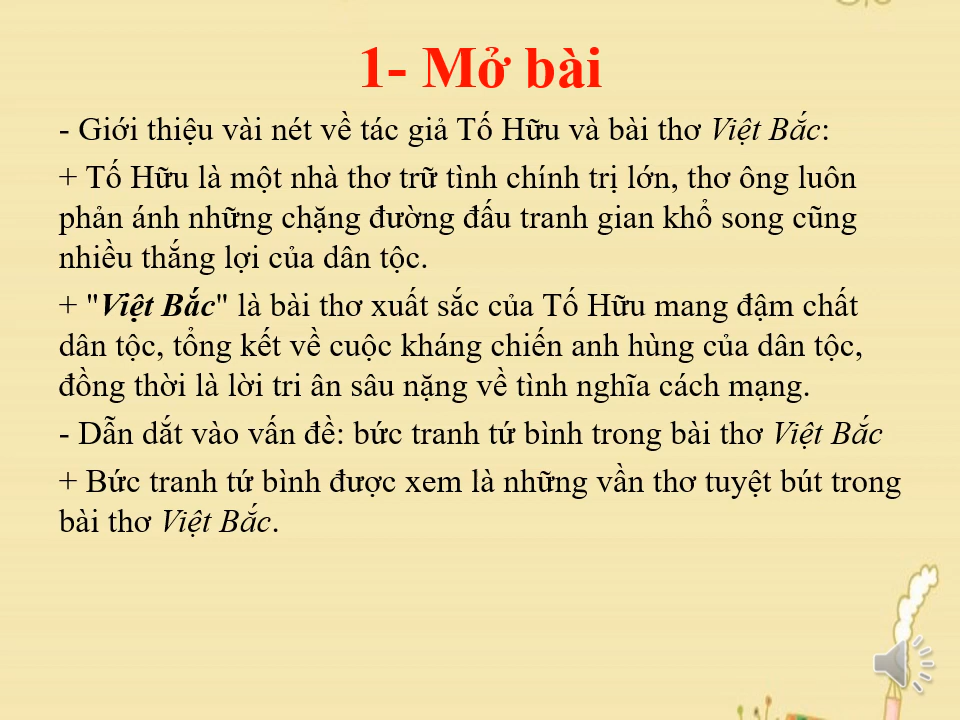 1- Mở bài
- Giới thiệu vài nét về tác giả Tố Hữu và bài thơ Việt Bắc:
+ Tố Hữu là một nhà thơ trữ tình chính trị lớn, thơ ông luôn
phản ánh những chặng đường đấu tranh gian khổ song cũng
nhiều thắng lợi của dân tộc.
+ "Việt Bắc" là bài thơ xuất sắc của Tố Hữu mang đậm chất
dân tộc, tổng kết về cuộc kháng chiến anh hùng của dân tộc,
đồng thời là lời tri ân sâu nặng về tình nghĩa cách mạng.
- Dẫn dắt vào vấn đề: bức tranh tứ bình trong bài thơ Việt Bắc
+ Bức tranh tứ bình được xem là những vần thơ tuyệt bút trong
bài thơ Việt Bắc.